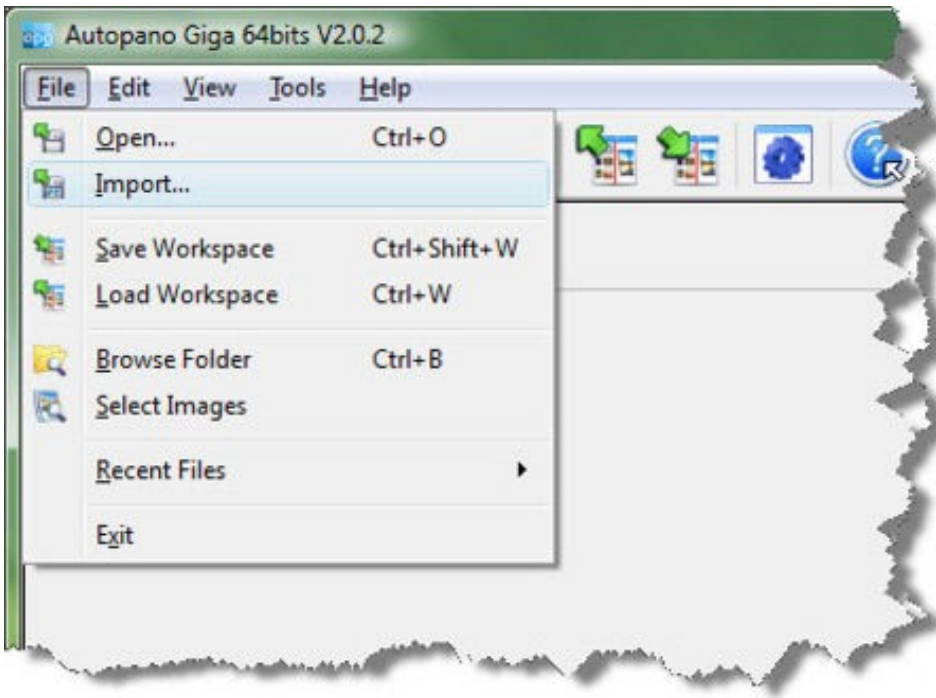 Autopano Giga 64bits V2.0.2
File Edit View Tools Help
Open... Ctrl+O
Import...
Save Workspace Ctrl+Shift+W
Load Workspace Ctrl+W
Browse Folder Ctrl+B
Select Images
Recent Files
Exit